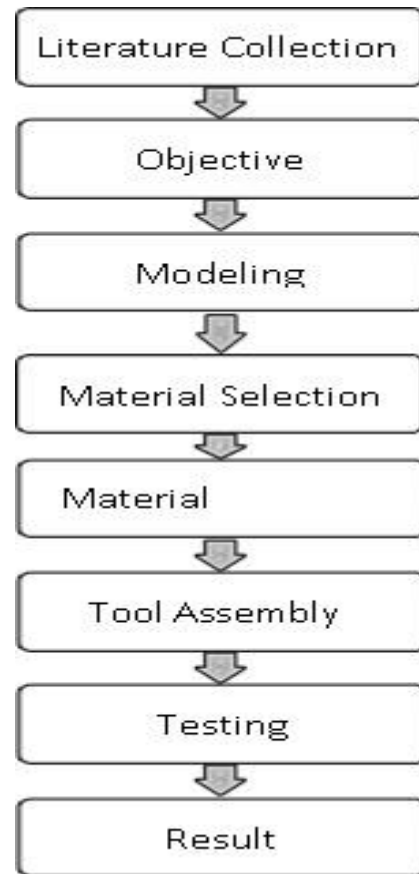 Literature Collection
Objective
Modeling
Material Selection
Material
Tool Assembly
Testing
Result